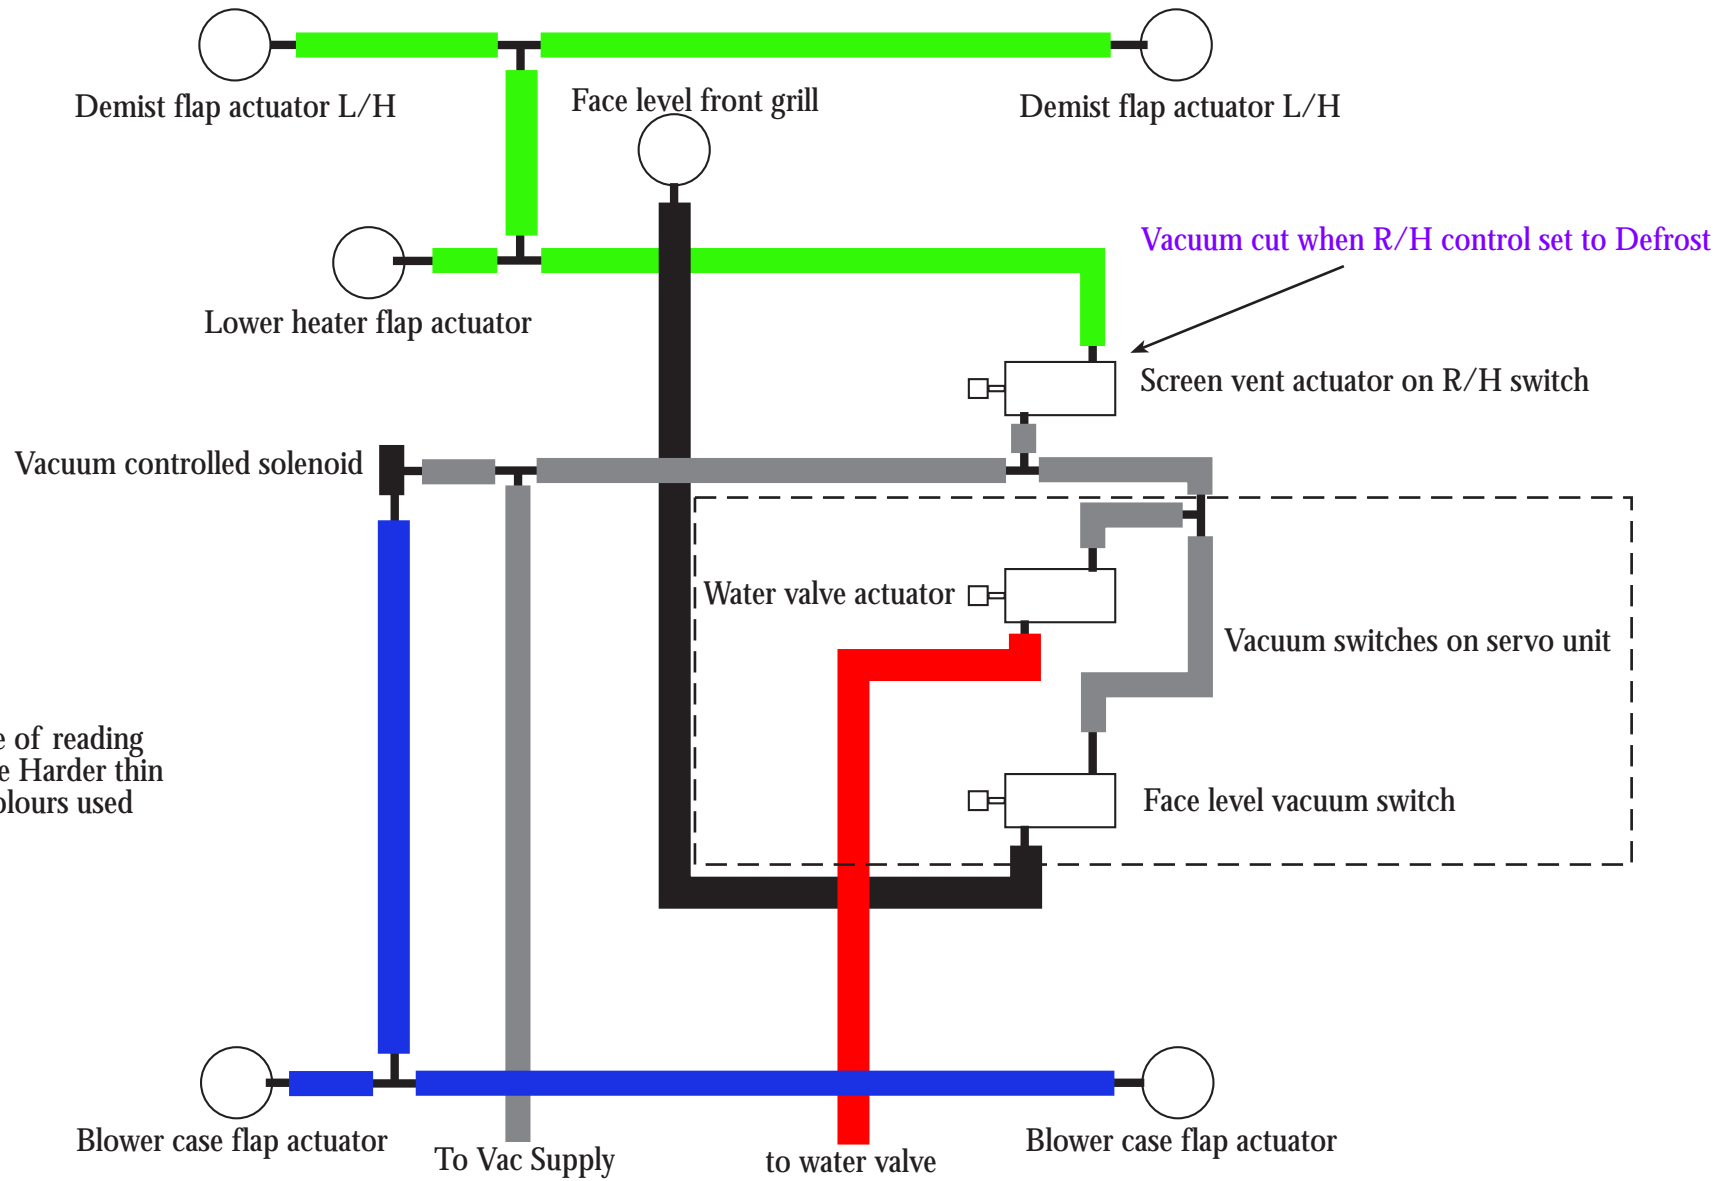 Demist flap actuator L/H
Face level front grill
Demist flap actuator L/H
Lower heater flap actuator
Vacuum cut when R/H control set to Defrost
Screen vent actuator on R/H switch
Vacuum controlled solenoid
Water valve actuator
Vacuum switches on servo unit
of reading
Harder thin
used
Face level vacuum switch
Blower case flap actuator
To Vac Supply
to water valve
Blower case flap actuator